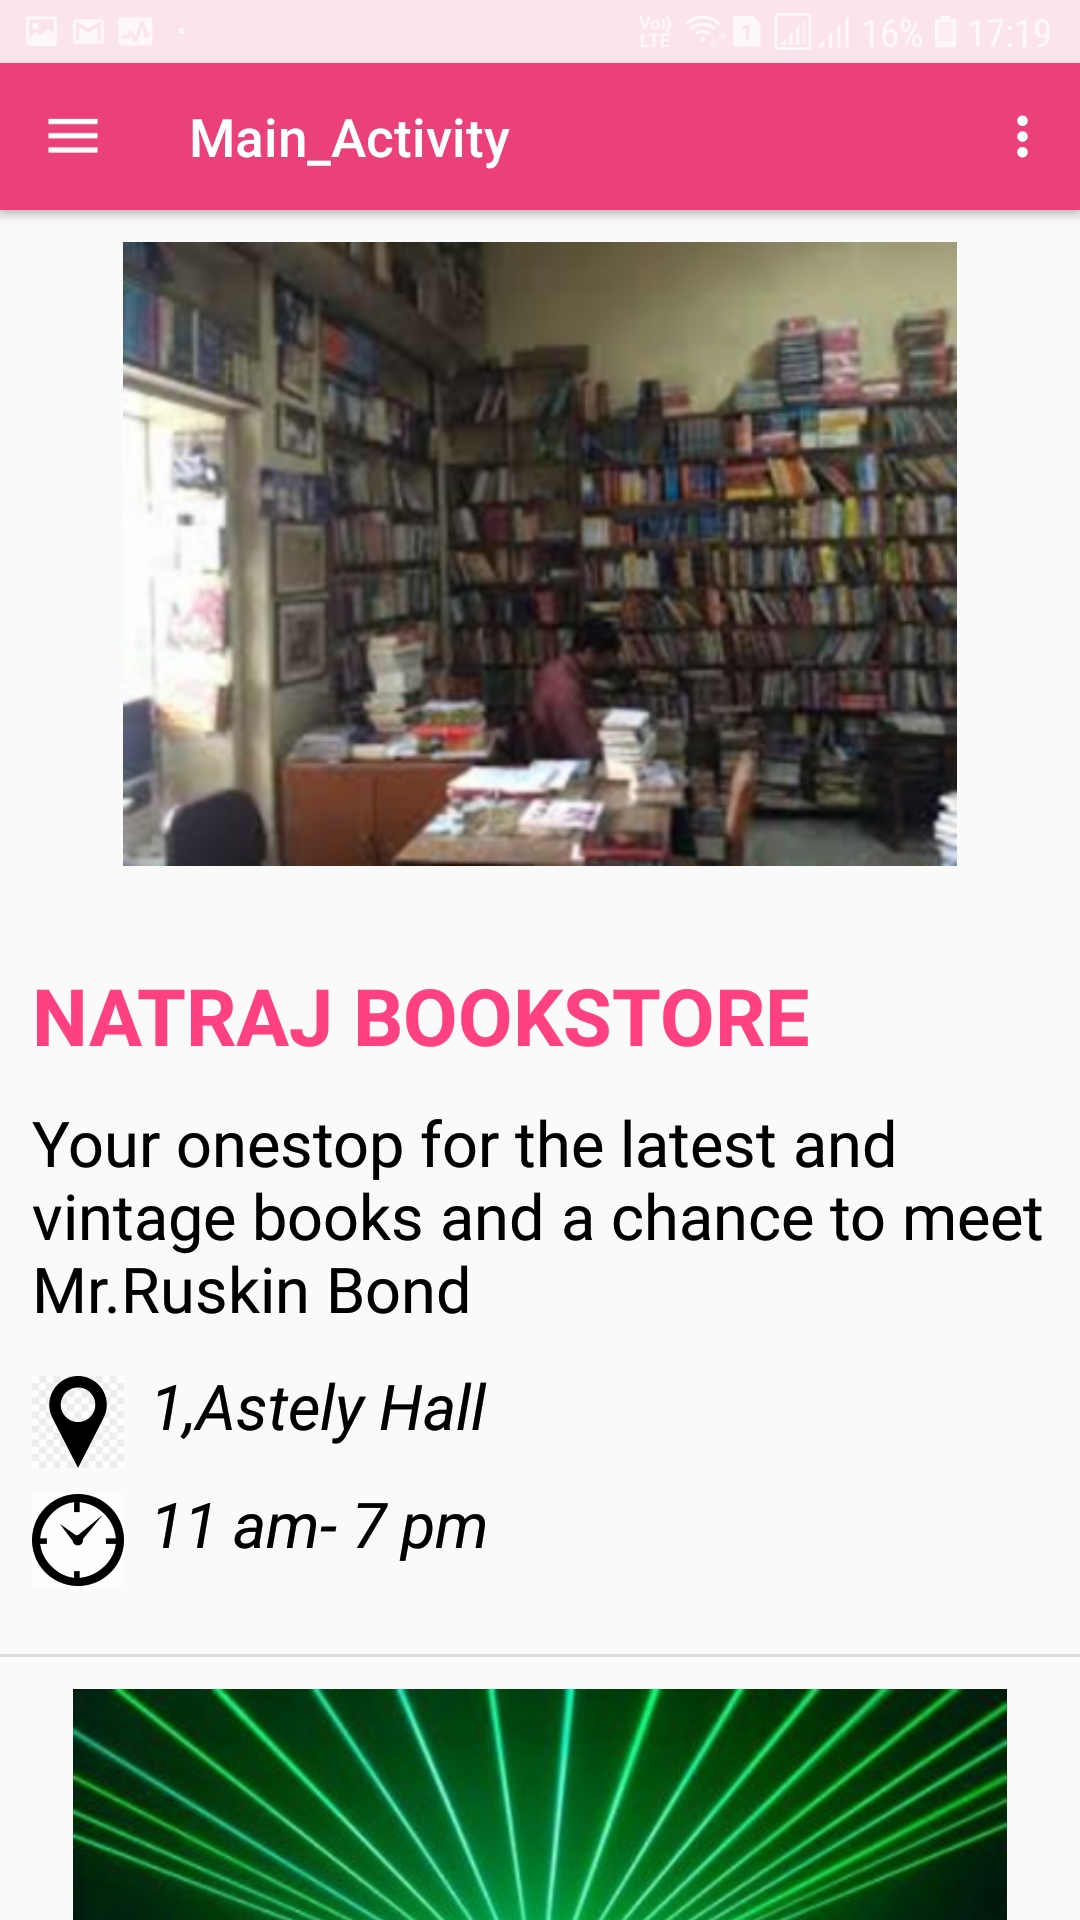 Vo)) LTE 1 16% 17:19
Main_Activity
NATRAJ BOOKSTORE
Your onestop for the latest and
vintage books and a chance to meet
Mr.Ruskin Bond
1,Astely Hall
11 am- 7 pm